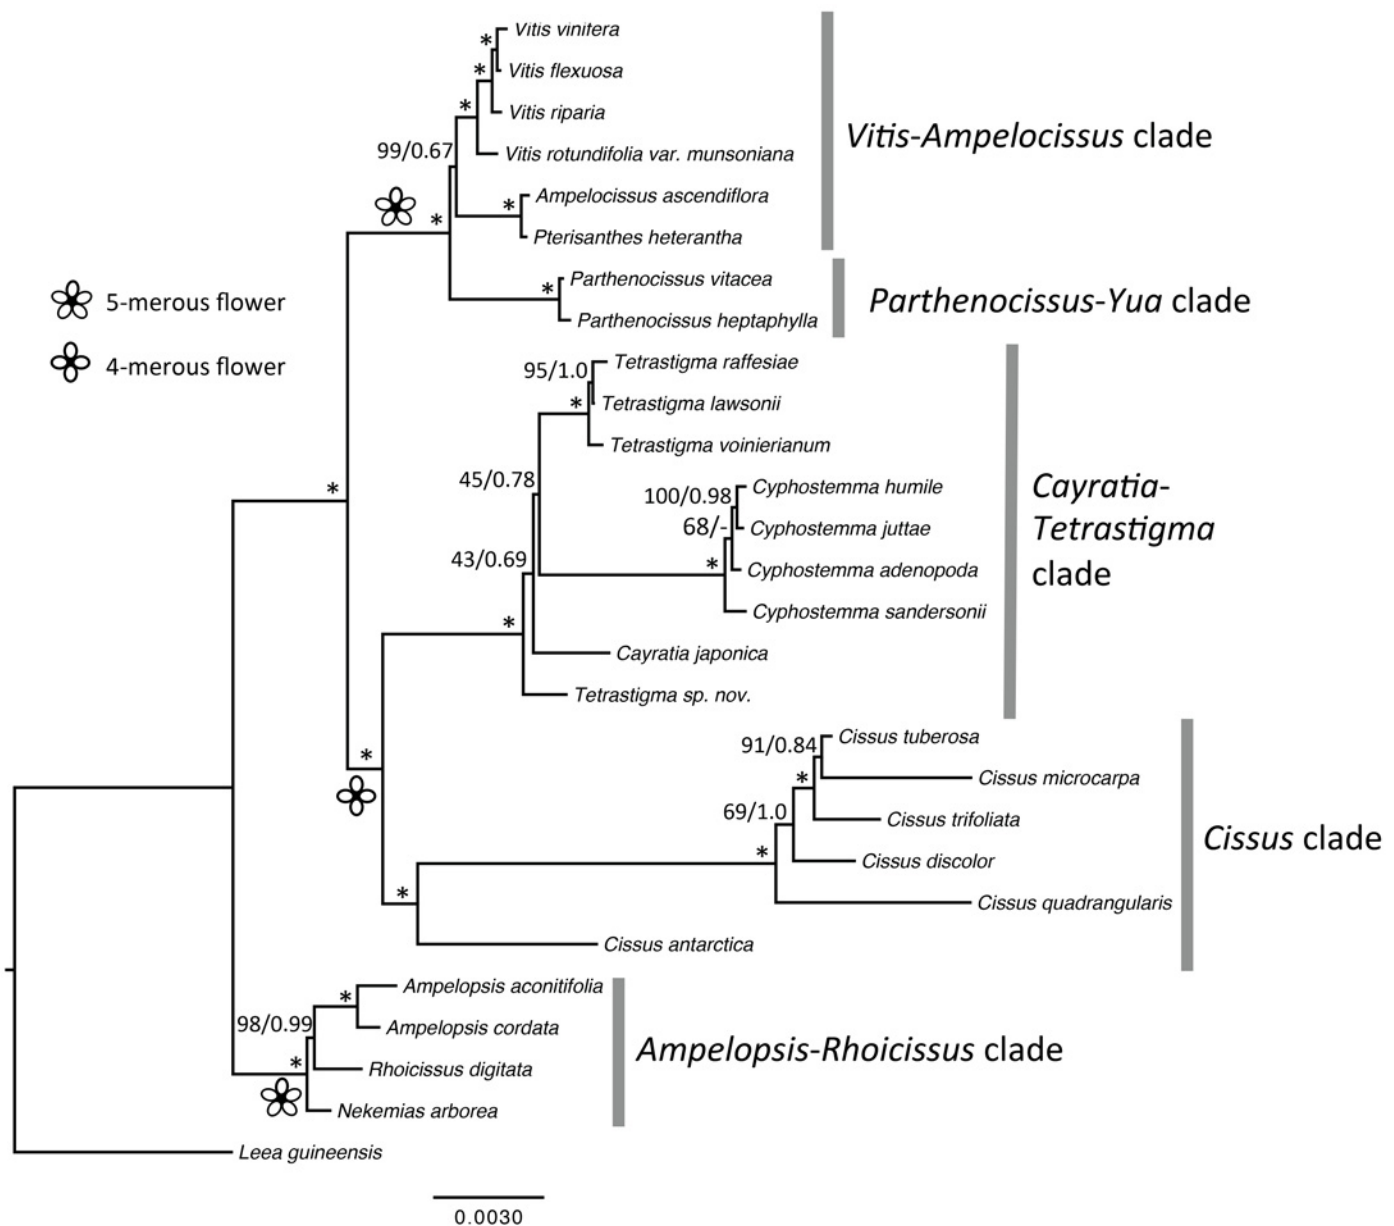 *
Vitis vinifera
*
Vitis flexuosa
*
Vitis riparia
99/0.67
Vitis rotundifolia var. munsoniana
Vitis-Ampelocissus clade
*
*
Ampelocissus ascendiflora
Pterisanthes heterantha
5-merous flower
4-merous flower
*
Parthenocissus vitacea
Parthenocissus heptaphylla
Parthenocissus-Yua clade
95/1.0
Tetrastigma raffesiae
*
Tetrastigma lawsonii
Tetrastigma voinierianum
*
45/0.78
100/0.98
Cyphostemma humile
68/-
Cyphostemma juttae
43/0.69
*
Cyphostemma adenopoda
Cyphostemma sandersonii
Cayratia-
Tetrastigma
clade
*
Cayratia japonica
Tetrastigma sp. nov.
*
91/0.84
Cissus tuberosa
*
Cissus microcarpa
69/1.0
Cissus trifoliata
*
Cissus discolor
Cissus clade
*
Cissus quadrangularis
Cissus antarctica
*
Ampelopsis aconitifolia
98/0.99
Ampelopsis cordata
*
Rhoicissus digitata
Nekemias arborea
Ampelopsis-Rhoicissus clade
Leea guineensis
0.0030